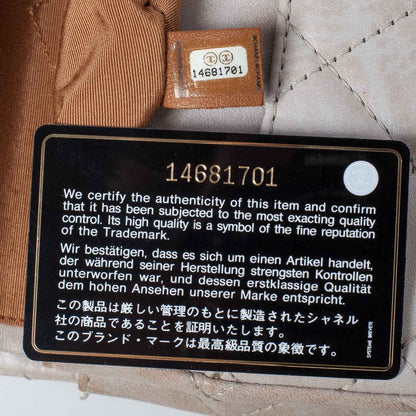 14681701
14681701
We certify the authenticity of this item and confirm
that it has been subjected to the most exacting quality
control. Its high quality is a symbol of the fine reputation
of the Trademark.
Wir bestätigen, dass es sich um einen Artikel handelt,
der während seiner Herstellung strengsten Kontrollen
unterworfen war, und dessen erstklassige Qualität
dem hohen Ansehen unserer Marke entspricht.
この製品は厳しい管理のもとに製造されたシャネル
社の商品であることを証明いたします。
このブランド・マークは最高級品質の象徴です。